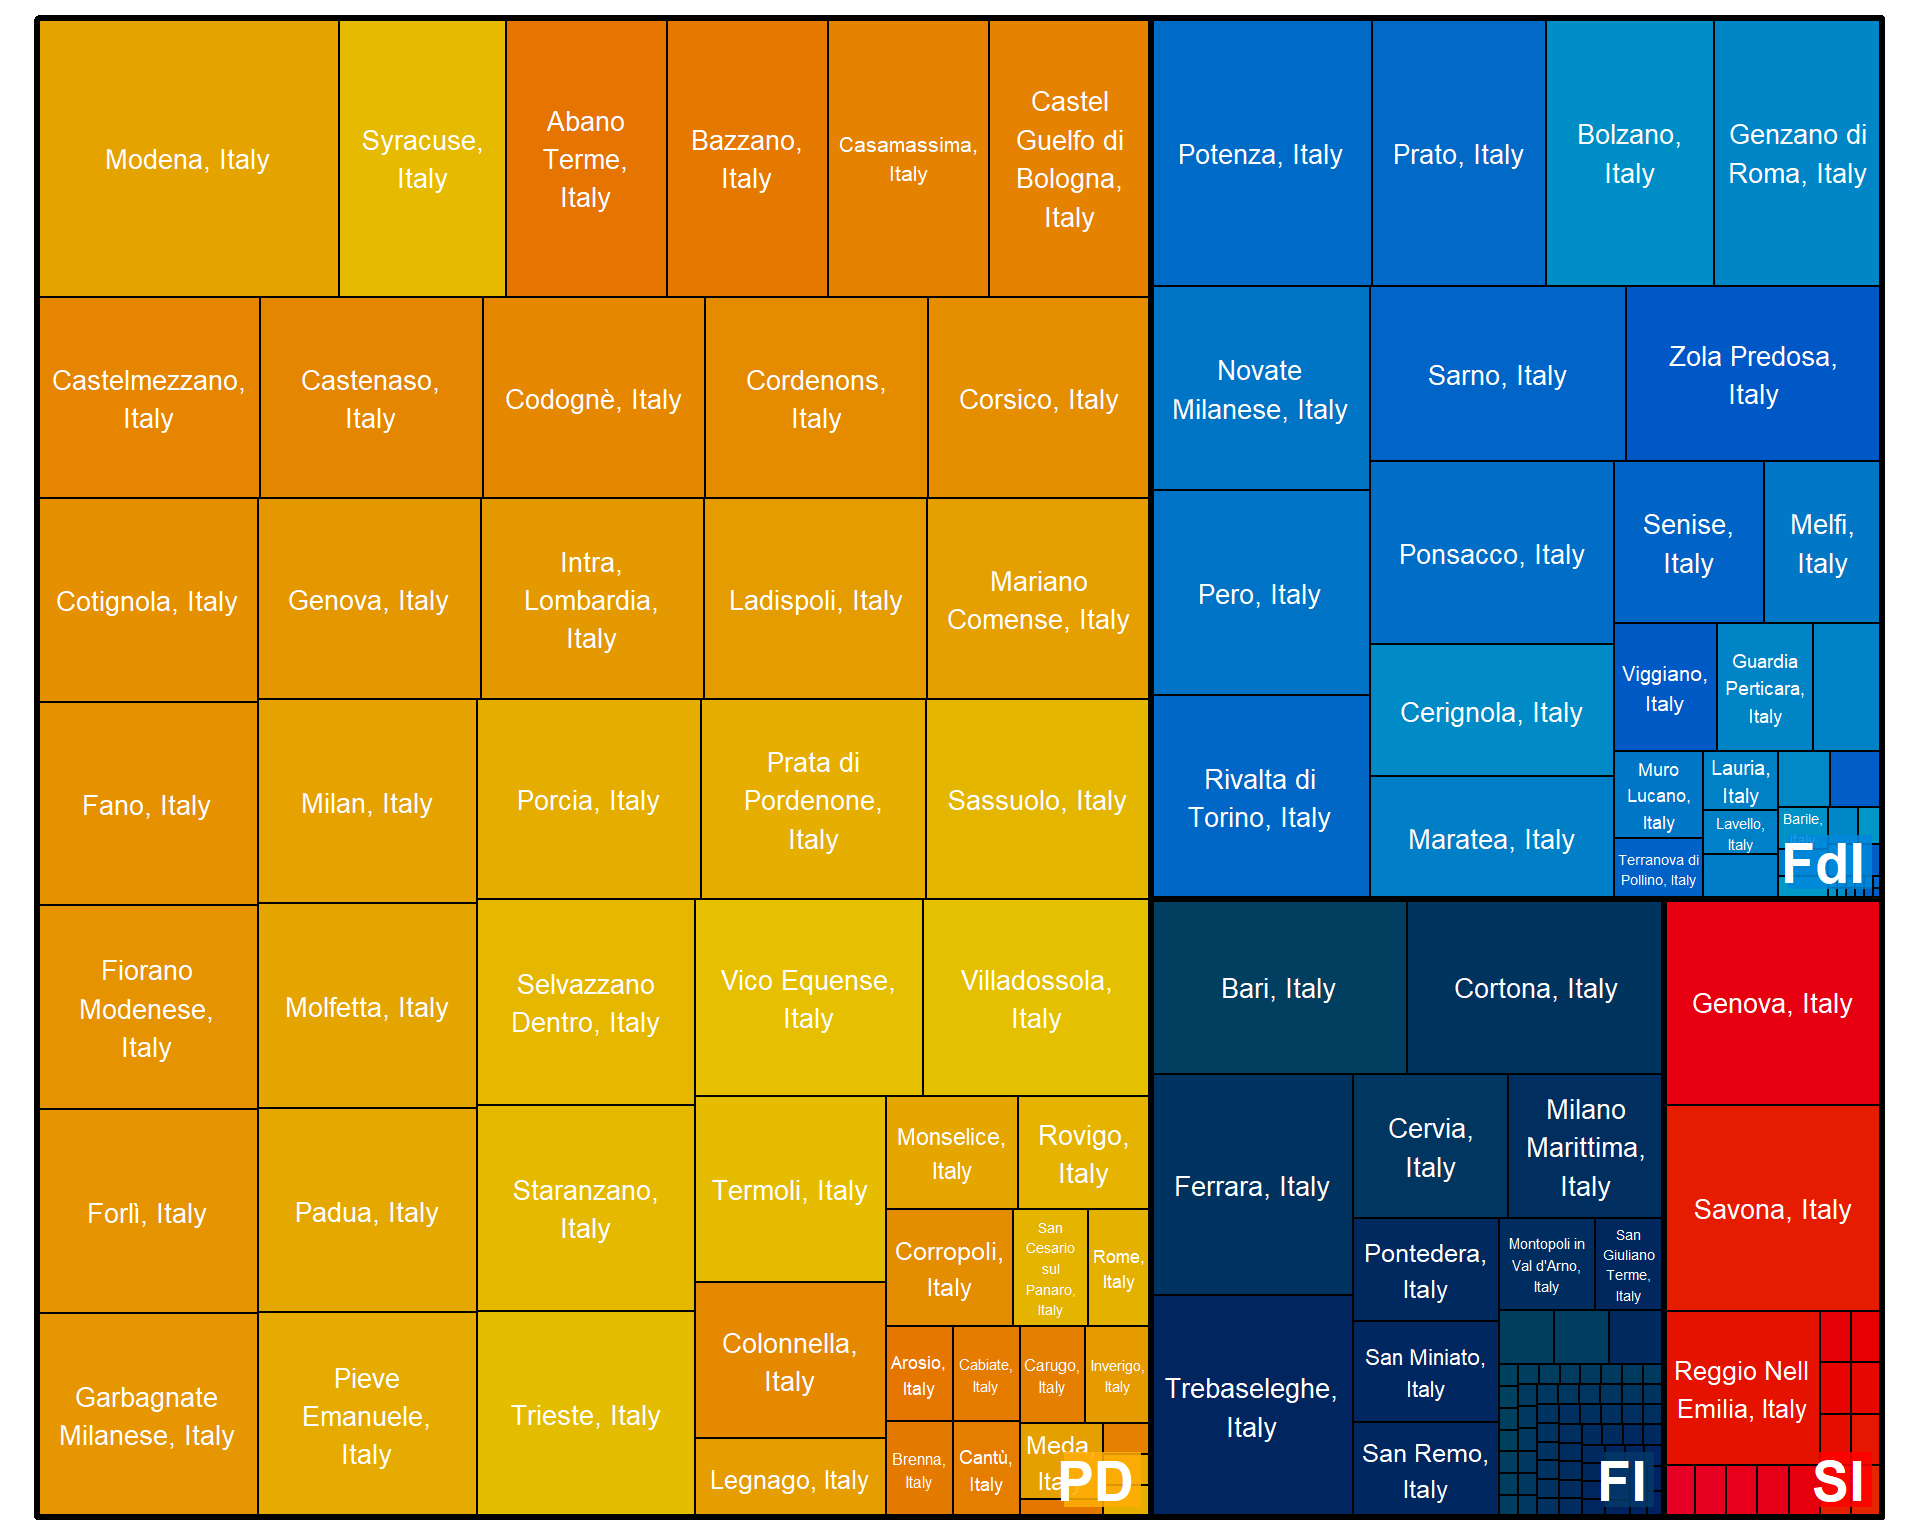 Modena, Italy
Syracuse,
Italy
Abano
Terme,
Italy
Bazzano,
Italy
Casamassima,
Italy
Castel
Guelfo di
Bologna,
Italy
Castelmezzano,
Italy
Castenaso,
Italy
Codognè, Italy
Cordenons,
Italy
Corsico, Italy
Cotignola, Italy
Genova, Italy
Intra,
Lombardia,
Italy
Ladispoli, Italy
Mariano
Comense, Italy
Fano, Italy
Milan, Italy
Porcia, Italy
Prata di
Pordenone,
Italy
Sassuolo, Italy
Fiorano
Modenese,
Italy
Molfetta, Italy
Selvazzano
Dentro, Italy
Vico Equense,
Italy
Villadossola,
Italy
Forlì, Italy
Padua, Italy
Staranzano,
Italy
Termoli, Italy
Monselice,
Italy
Rovigo,
Italy
Corropoli,
Italy
San
Cesario
sul
Panaro,
Italy
Rome,
Italy
Garbagnate
Milanese, Italy
Pieve
Emanuele,
Italy
Trieste, Italy
Colonnella,
Italy
Legnago, Italy
Arosio,
Italy
Cabiate,
Italy
Carugo,
Italy
Inverigo,
Italy
Brenna,
Italy
Cantù,
Italy
Meda,
Italy
PD
Potenza, Italy
Prato, Italy
Bolzano,
Italy
Genzano di
Roma, Italy
Novate
Milanese, Italy
Sarno, Italy
Zola Predosa,
Italy
Pero, Italy
Ponsacco, Italy
Senise,
Italy
Melfi,
Italy
Rivalta di
Torino, Italy
Cerignola, Italy
Maratea, Italy
Viggiano,
Italy
Guardia
Perticara,
Italy
Muro
Lucano,
Italy
Lauria,
Italy
Lavello,
Italy
Terranova di
Pollino, Italy
Barile,
Italy
FdI
Bari, Italy
Cortona, Italy
Ferrara, Italy
Cervia,
Italy
Milano
Marittima,
Italy
Trebaseleghe,
Italy
Pontedera,
Italy
Montopoli in
Val d'Arno,
Italy
San
Giuliano
Terme,
Italy
San Miniato,
Italy
San Remo,
Italy
FI
Genova, Italy
Savona, Italy
Reggio Nell
Emilia, Italy
SI